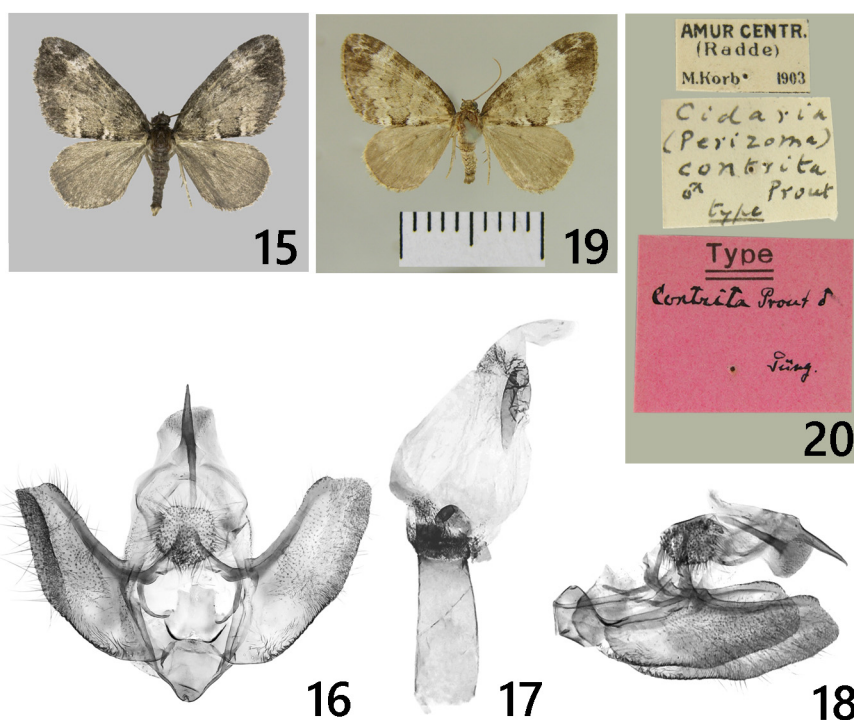 15
19
AMUR CENTR.
(Radde)
M.Korb 1903
Cidaria
(Perizoma)
contrita
♂ Prout
type
Type
Contrita Prout ♂
Püng.
20
16
17
18